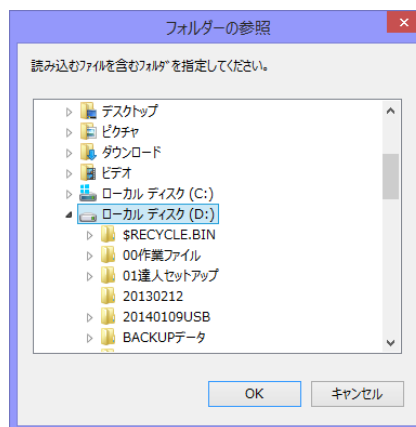 フォルダーの参照
読み込むﾌｧｲﾙを含むﾌｫﾙﾀﾞを指定してください。
デスクトップ
ピクチャ
ダウンロード
ビデオ
ローカル ディスク (C:)
ローカル ディスク (D:)
$RECYCLE.BIN
00作業ファイル
01達人セットアップ
20130212
20140109USB
BACKUPデータ
OK
キャンセル